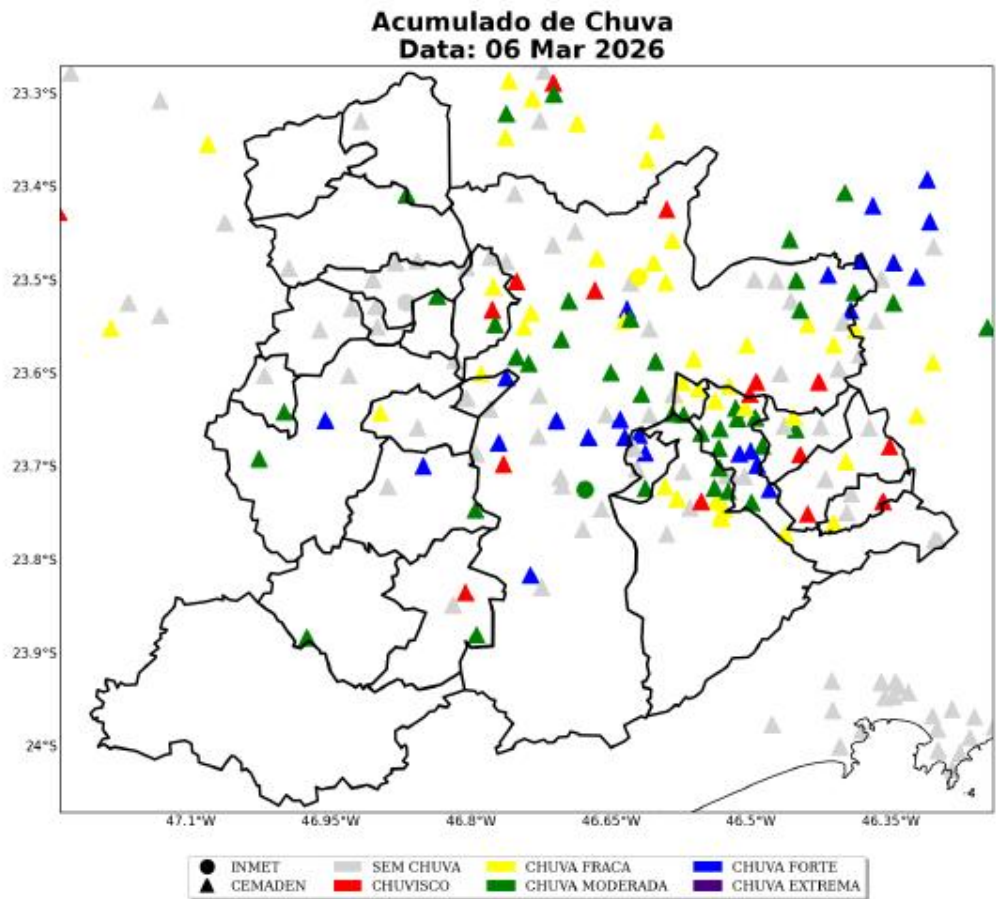 Acumulado de Chuva
Data: 06 Mar 2026
23.3°S
23.4°S
23.5°S
23.6°S
23.7°S
23.8°S
23.9°S
24°S
-4
47.1°W 46.95°W 46.8°W 46.65°W 46.5°W 46.35°W
INMET SEM CHUVA CHUVA FRACA CHUVA FORTE
CEMADEN CHUVISCO CHUVA MODERADA CHUVA EXTREMA